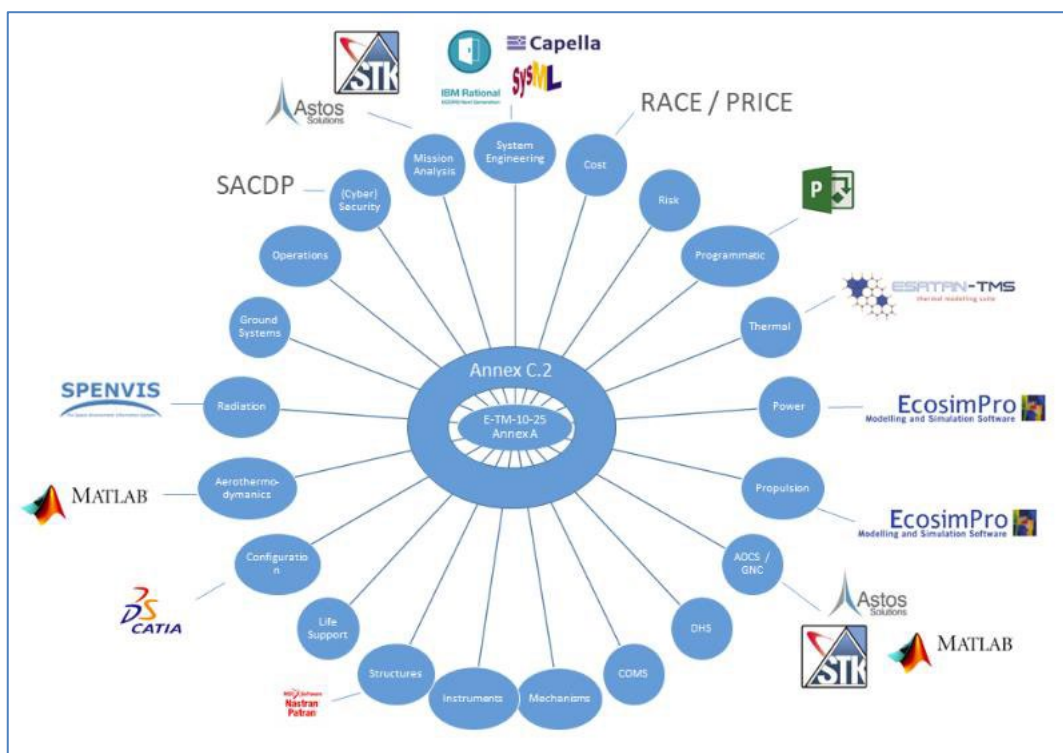 STK
Astos
Solutions
IBM Rational
Capella
SysML
RACE / PRICE
SACDP
Mission
Analysis
System
Engineering
Cost
Risk
(Cyber)
Security
Operations
Programmatic
P
ESATAN-TMS
thermal modelling suite
Ground
Systems
Thermal
Annex C.2
E-TM-10-25
Annex A
SPENVIS
Radiation
Power
EcosimPro
Modelling and Simulation Software
MATLAB
Aerothermo-
dymanics
Propulsion
EcosimPro
Modelling and Simulation Software
Configuratio
n
AOCS /
GNC
3DS
CATIA
Astos
Solutions
Life
Support
DHS
STK
MATLAB
Structures
Instruments
Mechanisms
COMS
Nastran
Patran